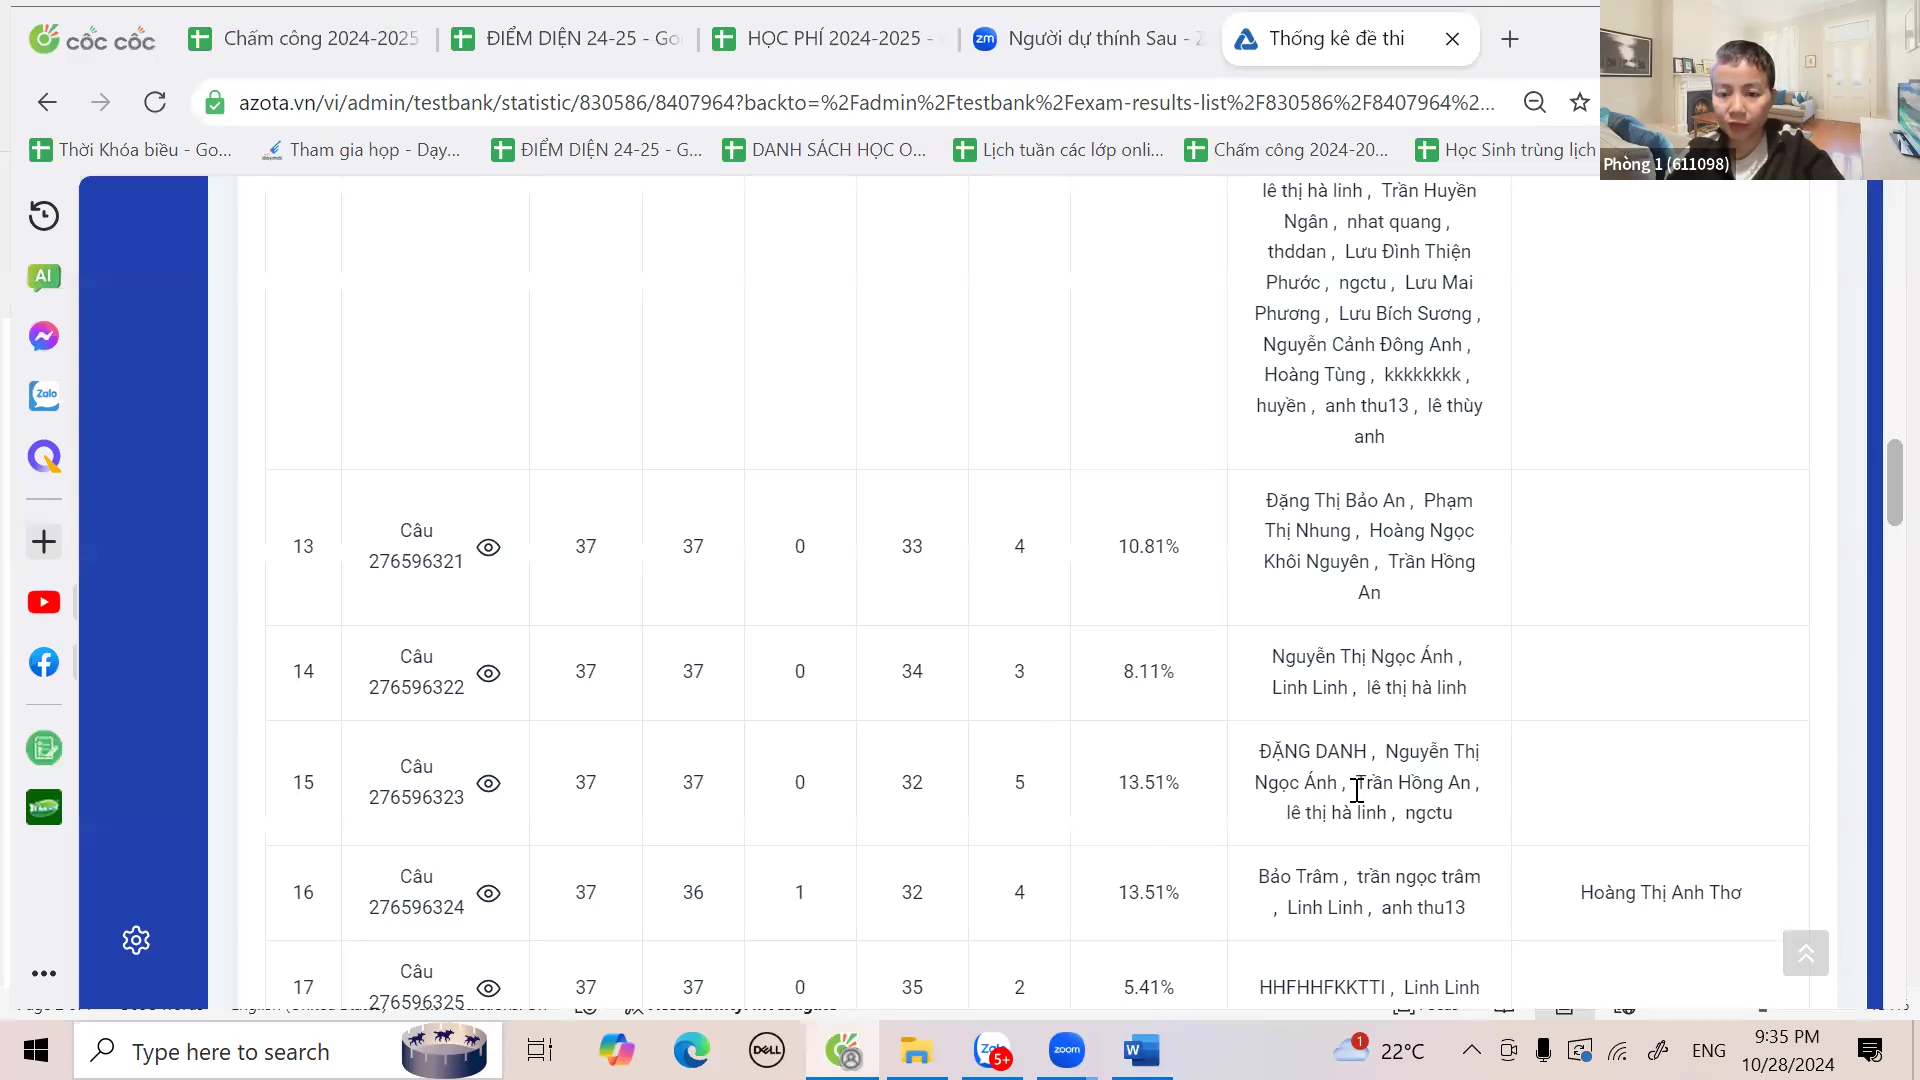 cốc cốc
Chấm công 2024-2025
ĐIỂM DIỆN 24-25 - Go
HỌC PHÍ 2024-2025 -
zm Người dự thính Sau -
Thống kê đề thi
azota.vn/vi/admin/testbank/statistic/830586/8407964?backto=%2Fadmin%2Ftestbank%2Fexam-results-list%2F830586%2F8407964%2...
Phòng 1 (611098)
Thời Khóa biều - Go...
Tham gia họp - Dạy...
ĐIỂM DIỆN 24-25 - G...
DANH SÁCH HỌC O...
Lịch tuần các lớp onli...
Chấm công 2024-20...
Học Sinh trùng lịch
AI
Zalo
lê thị hà linh , Trần Huyền
Ngân , nhat quang ,
thddan , Lưu Đình Thiện
Phước , ngctu , Lưu Mai
Phương , Lưu Bích Sương ,
Nguyễn Cảnh Đông Anh ,
Hoàng Tùng , kkkkkkkk ,
huyền , anh thu13 , lê thùy
anh
13 Câu 37 37 0 33 4 10.81%
276596321
Đặng Thị Bảo An , Phạm
Thị Nhung , Hoàng Ngọc
Khôi Nguyên , Trần Hồng
An
14 Câu 37 37 0 34 3 8.11%
276596322
Nguyễn Thị Ngọc Ánh ,
Linh Linh , lê thị hà linh
15 Câu 37 37 0 32 5 13.51%
276596323
ĐẶNG DANH , Nguyễn Thị
Ngọc Ánh , Trần Hồng An ,
lê thị hà linh , ngctu
16 Câu 37 36 1 32 4 13.51%
276596324
Bảo Trâm , trần ngọc trâm
, Linh Linh , anh thu13
Hoàng Thị Anh Thơ
17 Câu 37 37 0 35 2 5.41%
276596325
HHFHHFKKTTI , Linh Linh
Type here to search
DELL
Zalo 5+
zoom
W
1
22°C
ENG
9:35 PM
10/28/2024